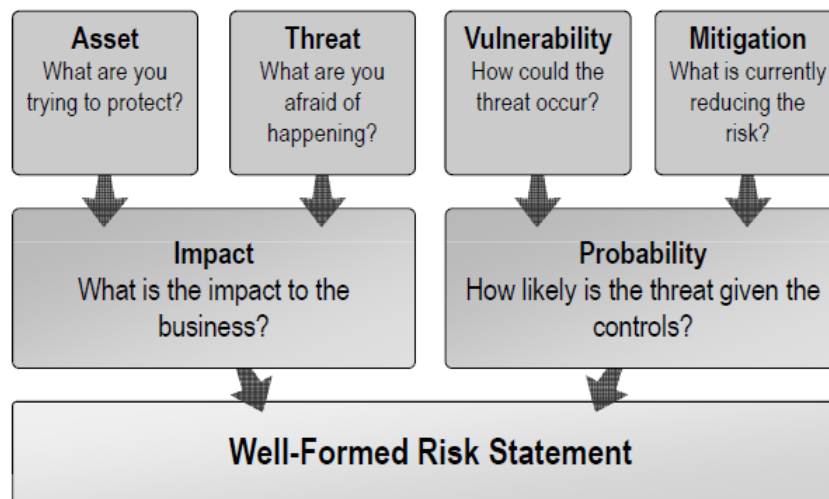 Asset
What are you
trying to protect?
Threat
What are you
afraid of
happening?
Vulnerability
How could the
threat occur?
Mitigation
What is currently
reducing the
risk?
Impact
What is the impact to the
business?
Probability
How likely is the threat given the
controls?
Well-Formed Risk Statement